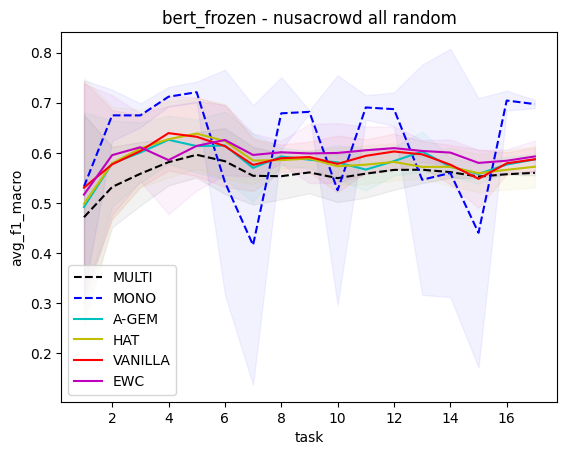 bert_frozen - nusacrowd all random
avg_f1_macro
0.8
0.7
0.6
0.5
0.4
0.3
0.2
MULTI
MONO
A-GEM
HAT
VANILLA
EWC
2 4 6 8 10 12 14 16
task